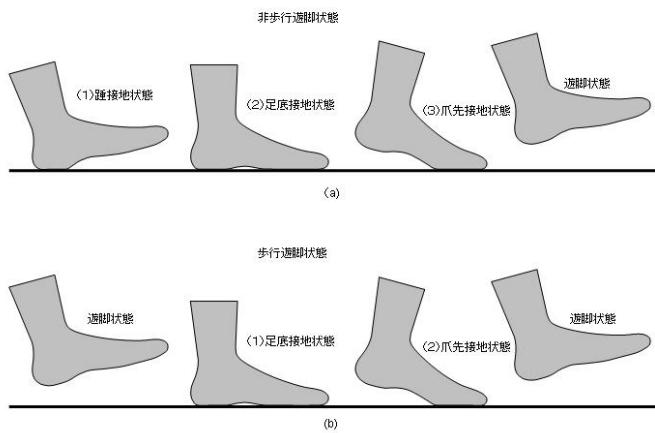 非歩行遊脚状態
(1)踵接地状態
(2)足底接地状態
(3)爪先接地状態
遊脚状態
(a)
歩行遊脚状態
遊脚状態
(1)足底接地状態
(2)爪先接地状態
遊脚状態
(b)